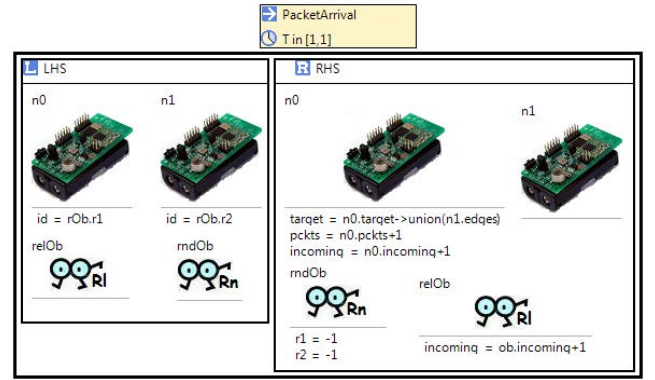 PacketArrival
T in [1,1]
L LHS
n0 n1
id = rOb.r1 id = rOb.r2
relOb rndOb
Rl Rn
R RHS
n0
n1
target = n0.target->union(n1.edges)
pckts = n0.pckts+1
incoming = n0.incoming+1
rndOb
relOb
Rn
Rl
r1 = -1
r2 = -1
incoming = ob.incoming+1